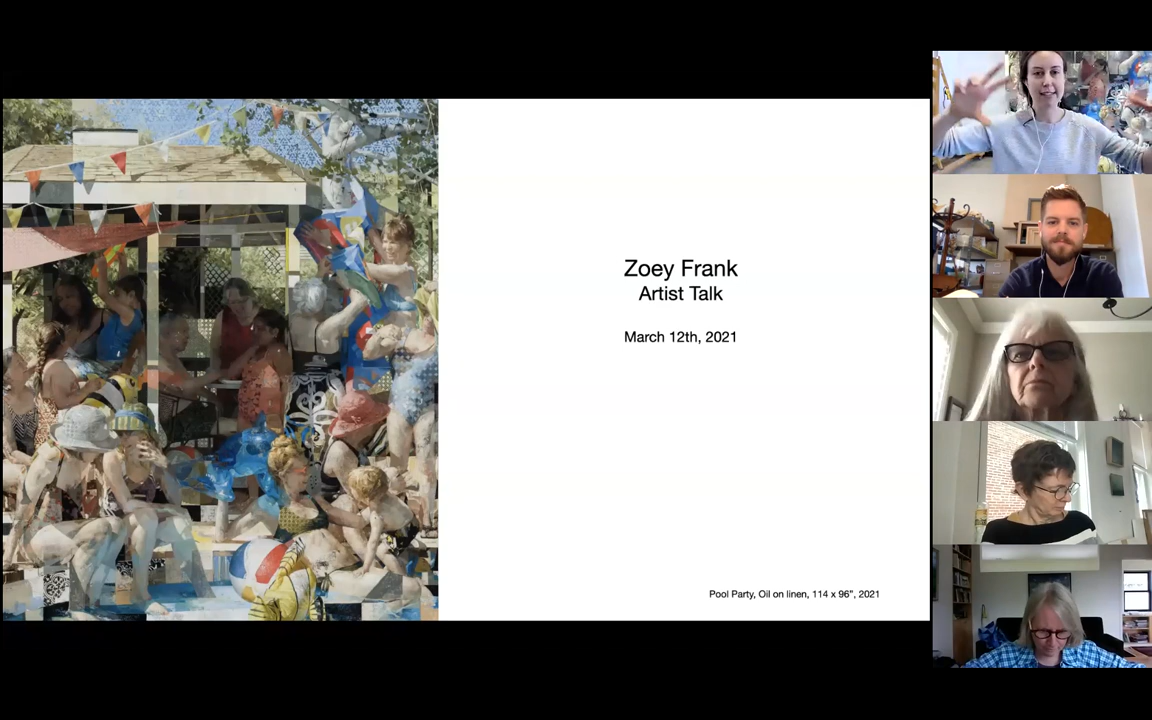 Zoey Frank
Artist Talk
March 12th, 2021
Pool Party, Oil on linen, 114 x 96”, 2021